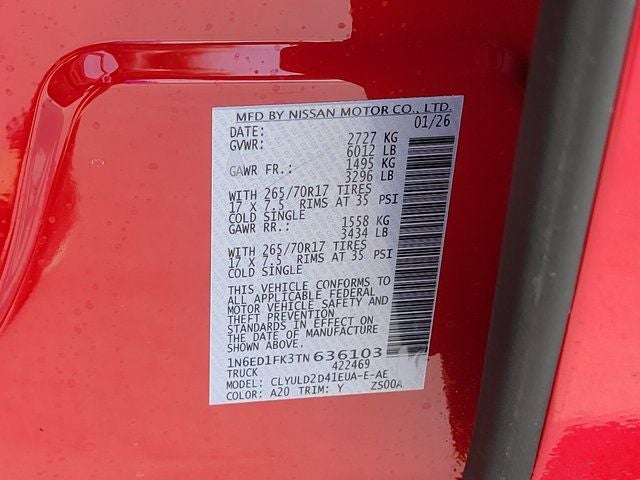 MFD BY NISSAN MOTOR CO., LTD.
DATE: 01/26
GVWR: 2727 KG
6012 LB
GAWR FR.: 1495 KG
3296 LB
WITH 265/70R17 TIRES
17 X 7.5 RIMS AT 35 PSI
COLD SINGLE
GAWR RR.: 1558 KG
3434 LB
WITH 265/70R17 TIRES
17 X 7.5 RIMS AT 35 PSI
COLD SINGLE
THIS VEHICLE CONFORMS TO
ALL APPLICABLE FEDERAL
MOTOR VEHICLE SAFETY AND
THEFT PREVENTION
STANDARDS IN EFFECT ON
THE DATE OF MANUFACTURE
SHOWN ABOVE.
1N6ED1FK3TN636103
TRUCK 422469
MODEL: CLYULD2D41EUA-E-AE
COLOR: A20 TRIM: Y ZS00A